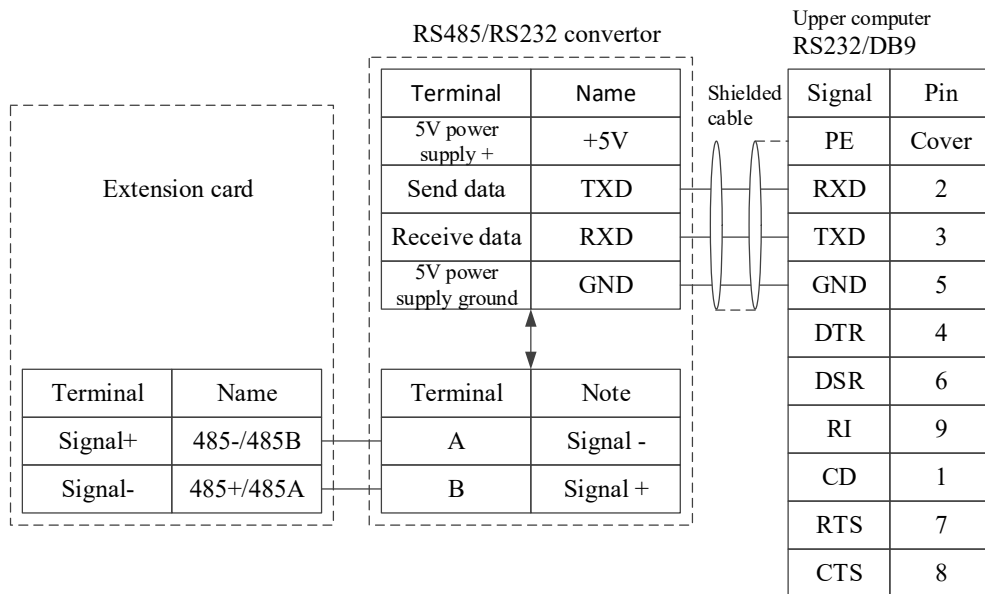 Upper computer
RS485/RS232 convertor
RS232/DB9
Terminal Name
Shielded
cable
Signal Pin
5V power
supply +
+5V
PE Cover
Extension card
Send data TXD
RXD 2
Receive data RXD
TXD 3
5V power
supply ground
GND
GND 5
DTR 4
Terminal Name
Terminal Note
DSR 6
Signal+ 485-/485B
A Signal -
RI 9
Signal- 485+/485A
B Signal +
CD 1
RTS 7
CTS 8